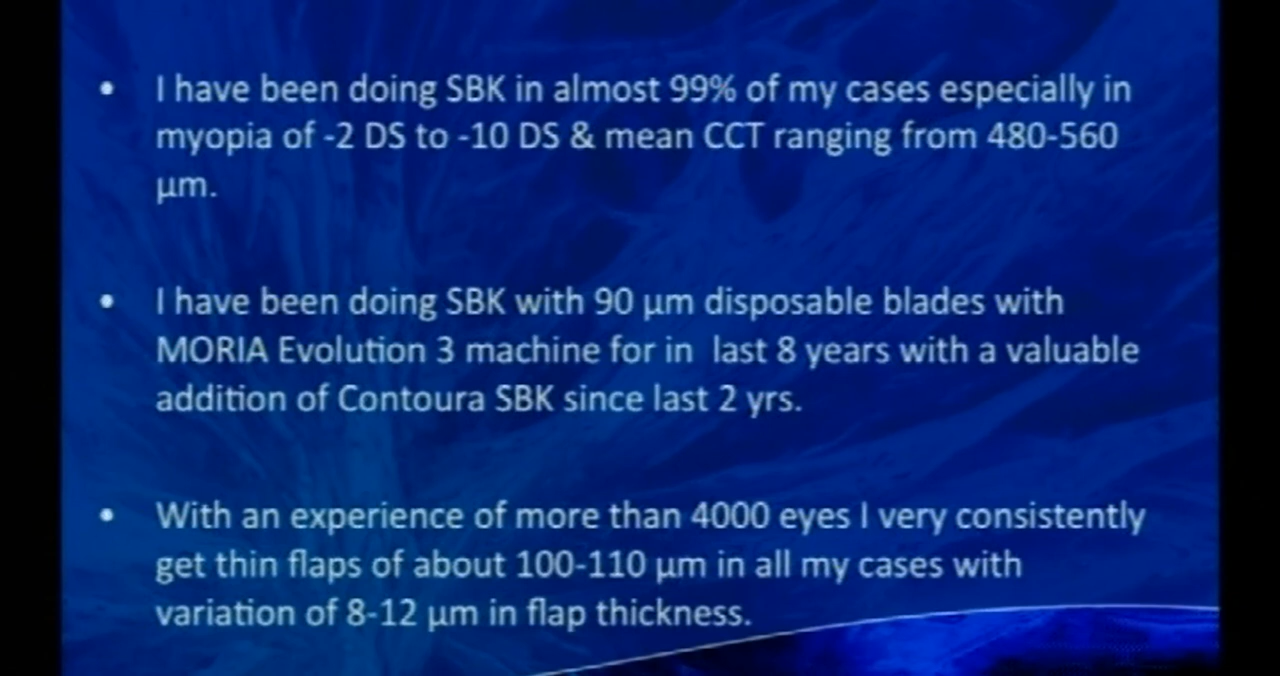 • I have been doing SBK in almost 99% of my cases especially in
myopia of -2 DS to -10 DS & mean CCT ranging from 480-560
µm.
• I have been doing SBK with 90 µm disposable blades with
MORIA Evolution 3 machine for in  last 8 years with a valuable
addition of Contoura SBK since last 2 yrs.
• With an experience of more than 4000 eyes I very consistently
get thin flaps of about 100-110 µm in all my cases with
variation of 8-12 µm in flap thickness.